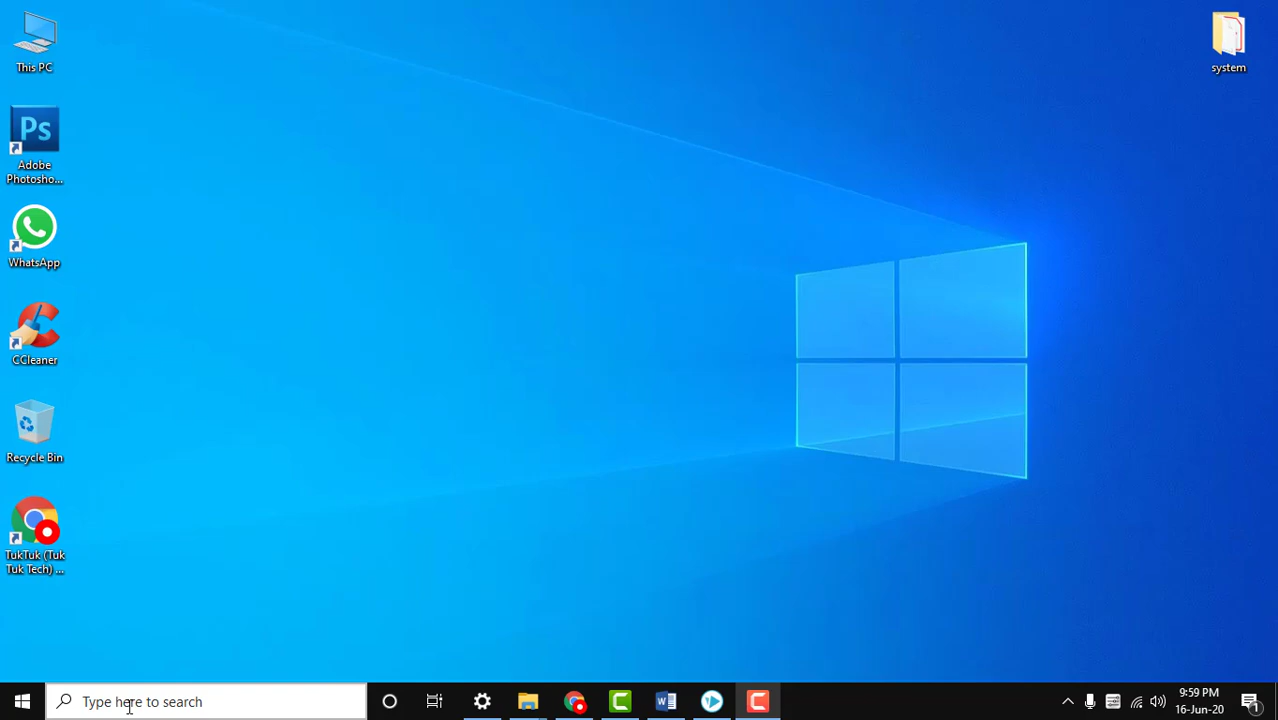 This PC
system
Ps
Adobe
Photosho...
WhatsApp
CCleaner
Recycle Bin
TukTuk (Tuk
Tuk Tech) ...
Type here to search
9:59 PM
16-Jun-20
1